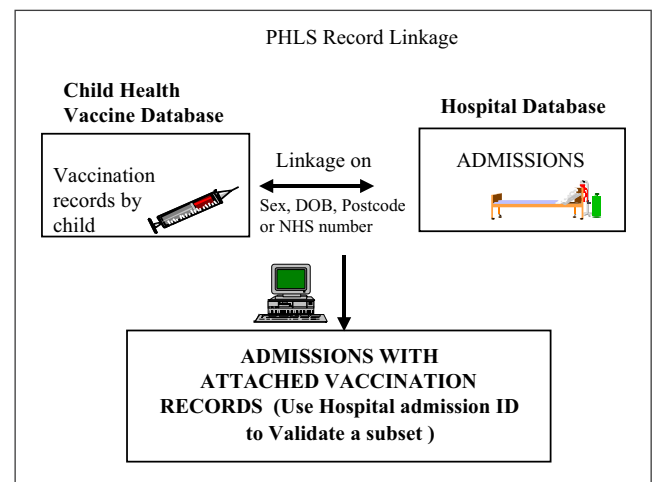 PHLS Record Linkage
Child Health
Vaccine Database
Hospital Database
Vaccination
records by
child
Linkage on
Sex, DOB, Postcode
or NHS number
ADMISSIONS
ADMISSIONS WITH
ATTACHED VACCINATION
RECORDS (Use Hospital admission ID
to Validate a subset )